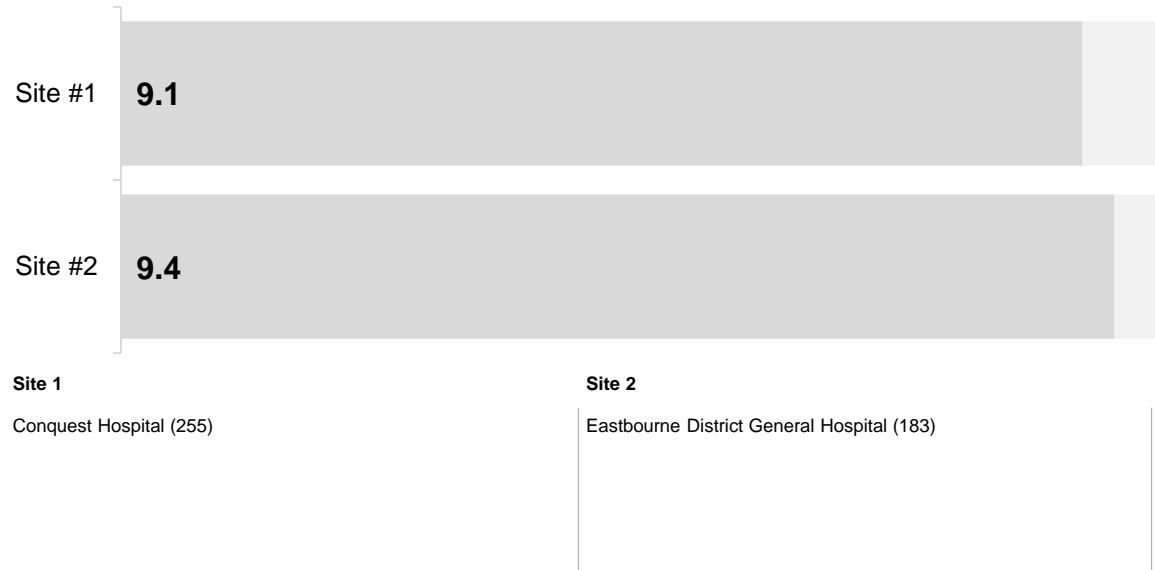 Site #1
9.1
Site #2
9.4
Site 1
Site 2
Conquest Hospital (255)
Eastbourne District General Hospital (183)